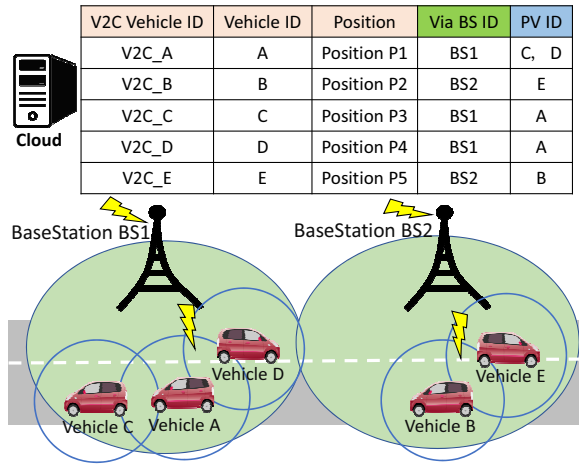 V2C Vehicle ID Vehicle ID Position Via BS ID PV ID
V2C_A A Position P1 BS1 C, D
V2C_B B Position P2 BS2 E
V2C_C C Position P3 BS1 A
V2C_D D Position P4 BS1 A
V2C_E E Position P5 BS2 B
Cloud
BaseStation BS1
BaseStation BS2
Vehicle D
Vehicle E
Vehicle C
Vehicle A
Vehicle B